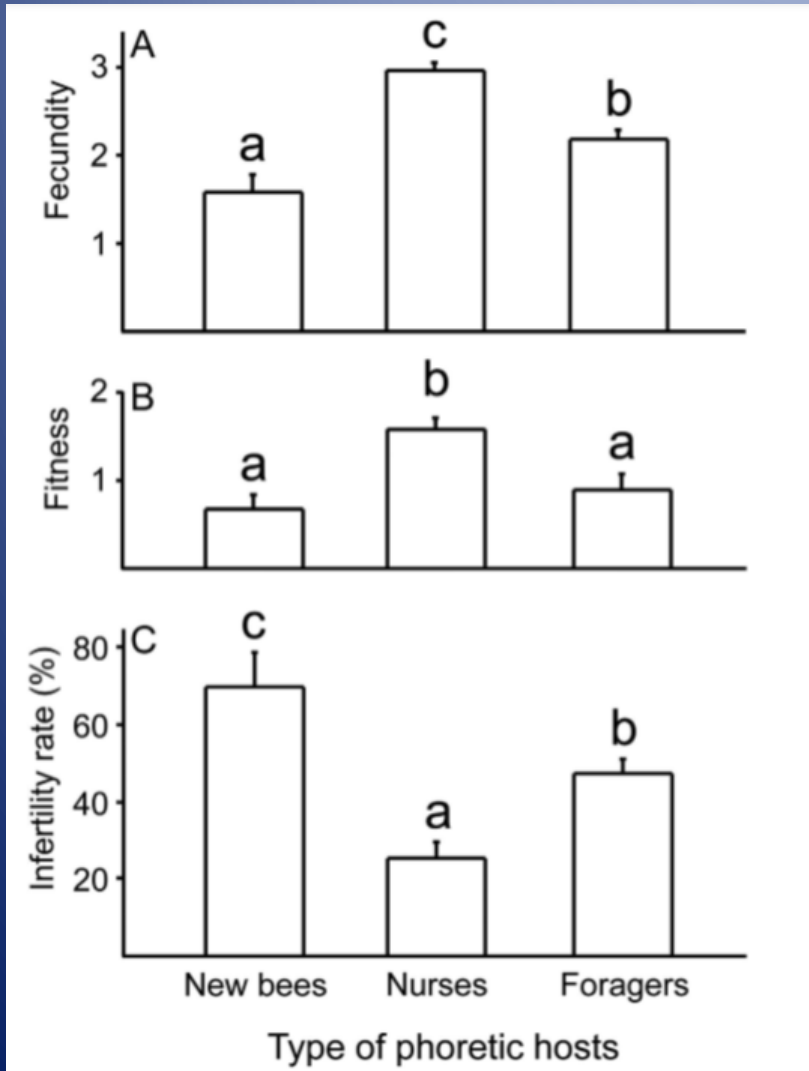 A
c
3
b
a
2
1
Fecundity
B
b
2
a
a
1
Fitness
C
c
80
b
60
a
40
20
Infertility rate (%)
New bees Nurses Foragers
Type of phoretic hosts